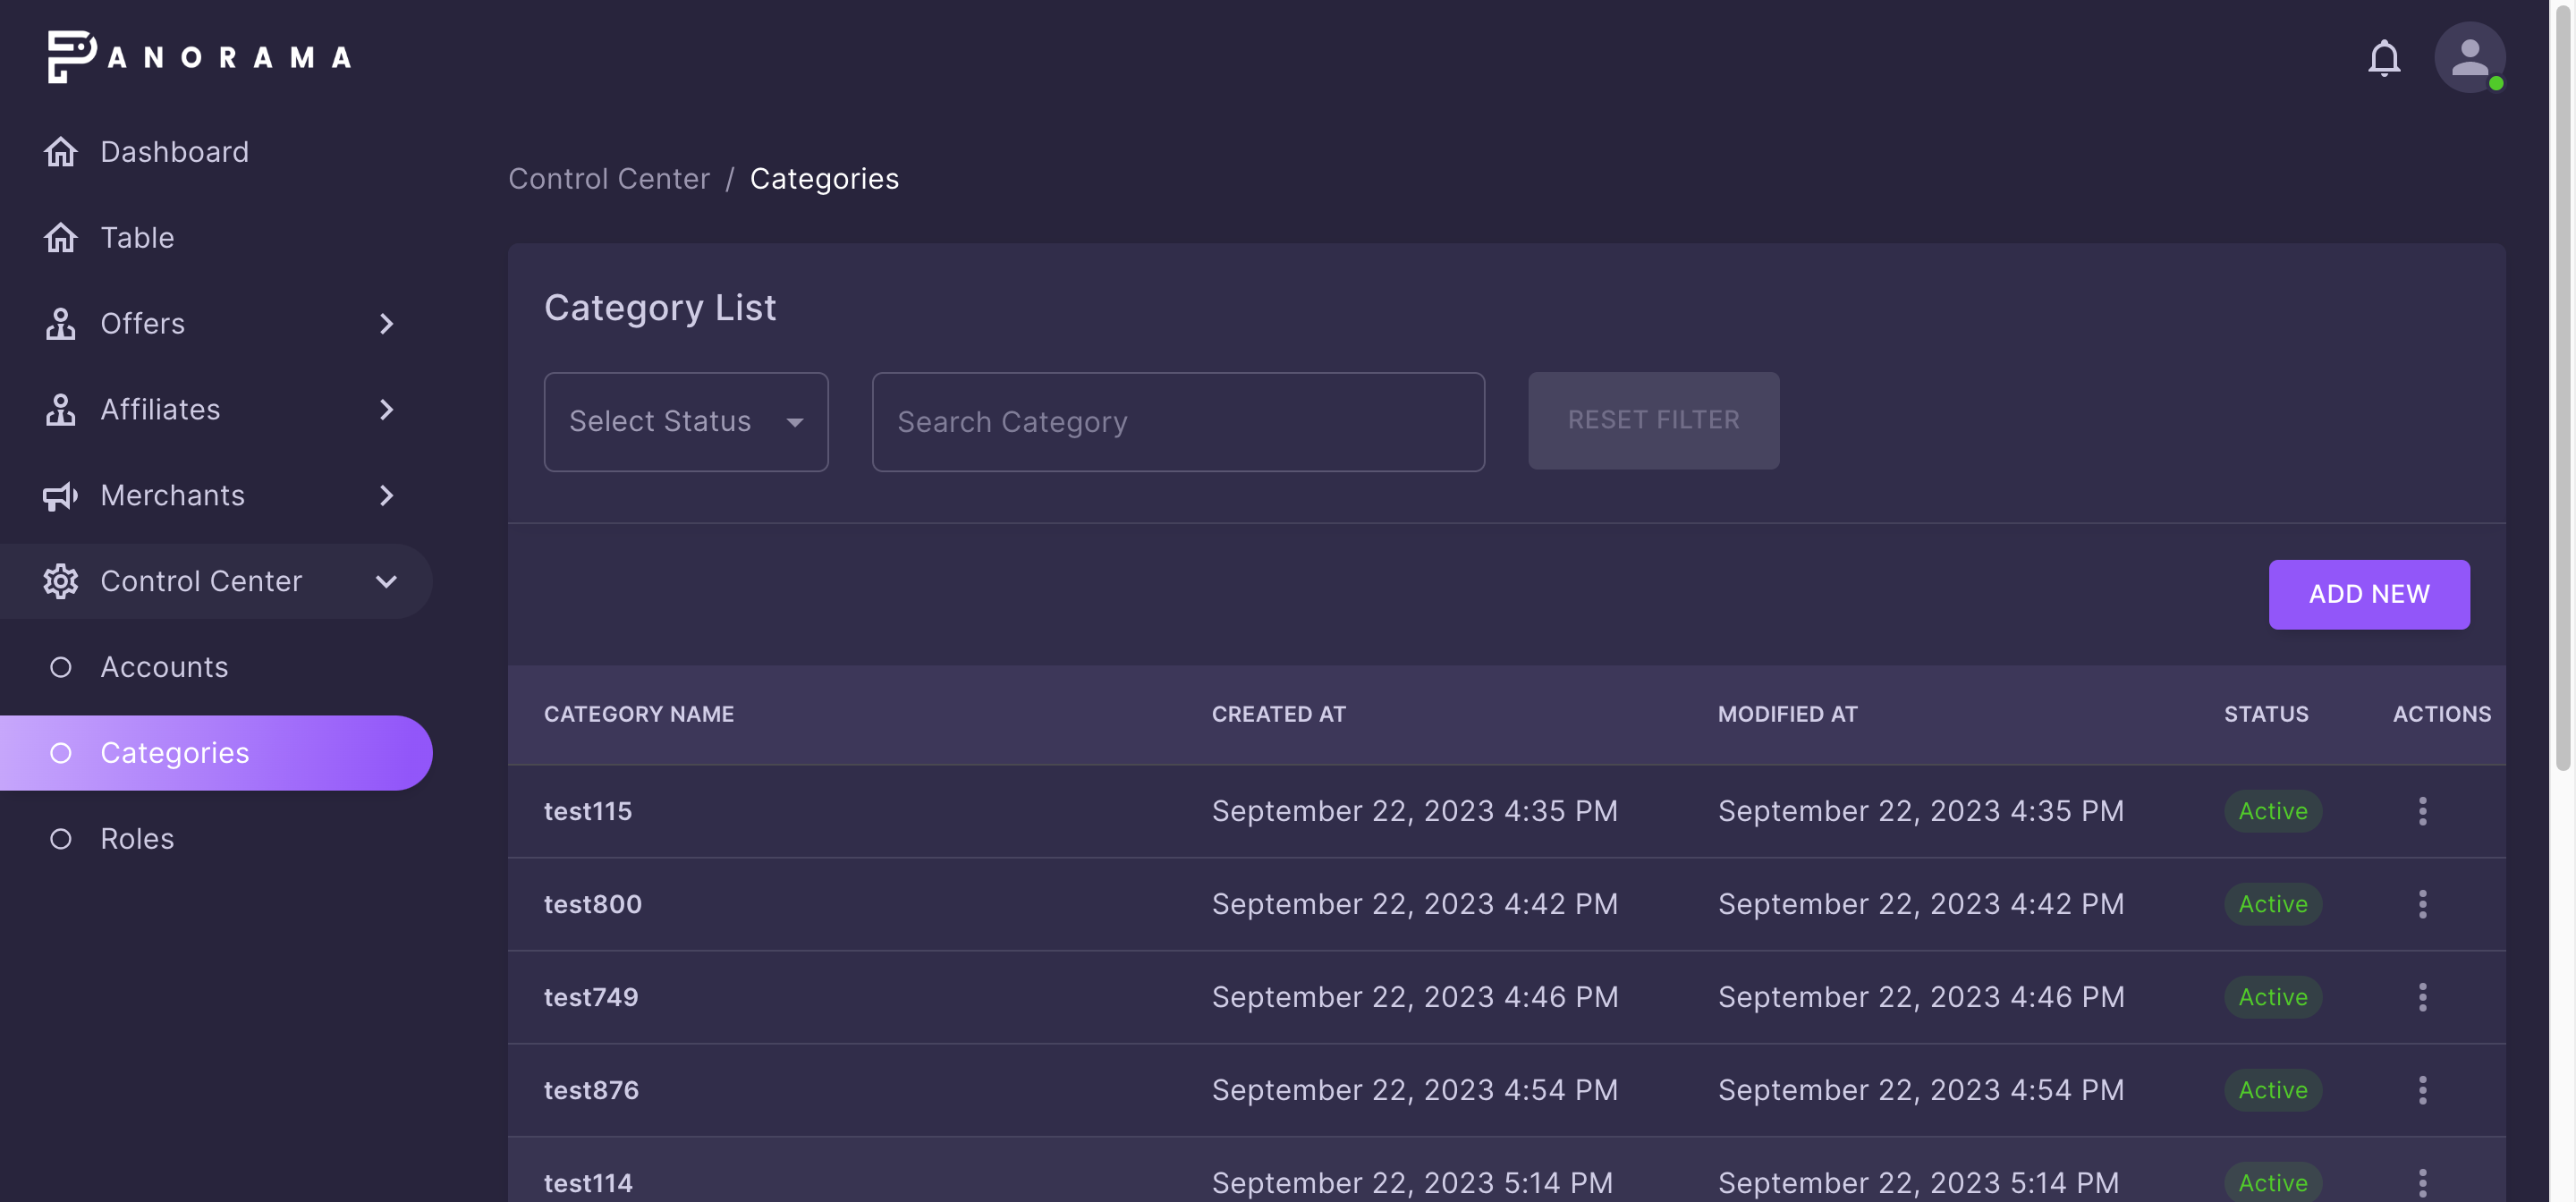 PANORAMA
Dashboard
Table
Offers
Affiliates
Merchants
Control Center
Accounts
Categories
Roles
Control Center / Categories
Category List
Select Status
Search Category
RESET FILTER
ADD NEW
CATEGORY NAME CREATED AT MODIFIED AT STATUS ACTIONS
test115 September 22, 2023 4:35 PM September 22, 2023 4:35 PM Active
test800 September 22, 2023 4:42 PM September 22, 2023 4:42 PM Active
test749 September 22, 2023 4:46 PM September 22, 2023 4:46 PM Active
test876 September 22, 2023 4:54 PM September 22, 2023 4:54 PM Active
test114 September 22, 2023 5:14 PM September 22, 2023 5:14 PM Active